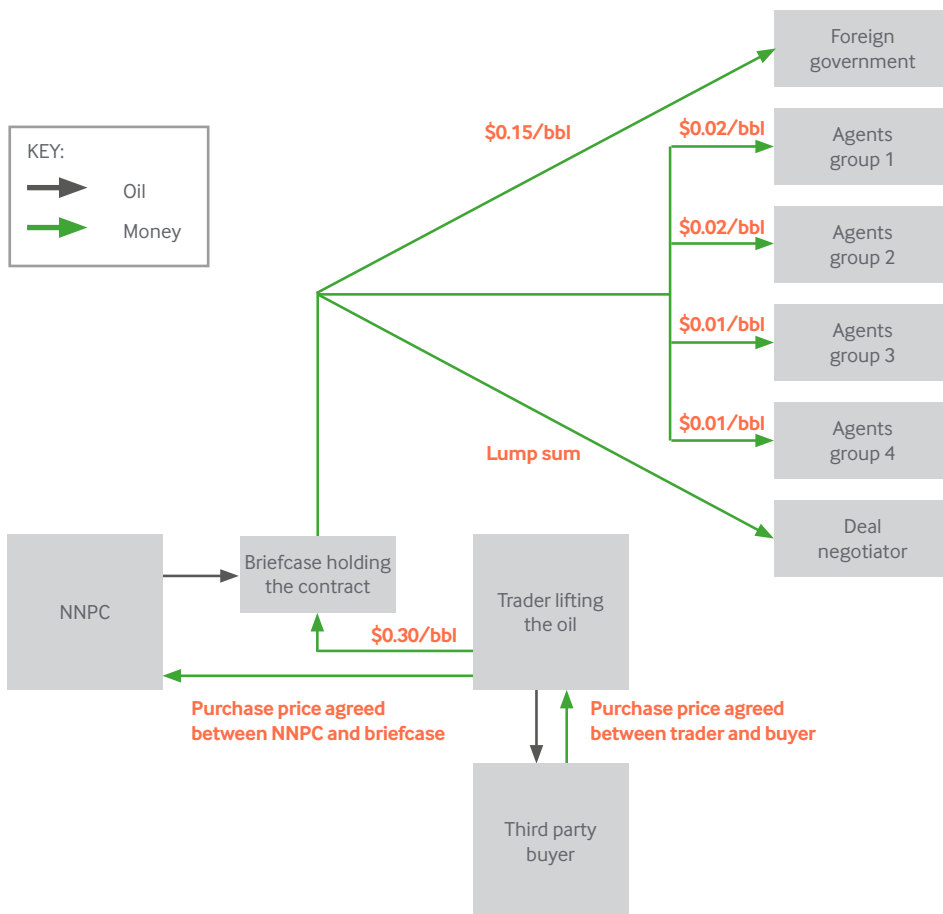 Foreign
government
KEY:
Oil
Money
$0.15/bbl
$0.02/bbl
Agents
group 1
$0.02/bbl
Agents
group 2
$0.01/bbl
Agents
group 3
$0.01/bbl
Agents
group 4
Lump sum
Deal
negotiator
NNPC
Briefcase holding
the contract
Trader lifting
the oil
$0.30/bbl
Purchase price agreed
between NNPC and briefcase
Purchase price agreed
between trader and buyer
Third party
buyer